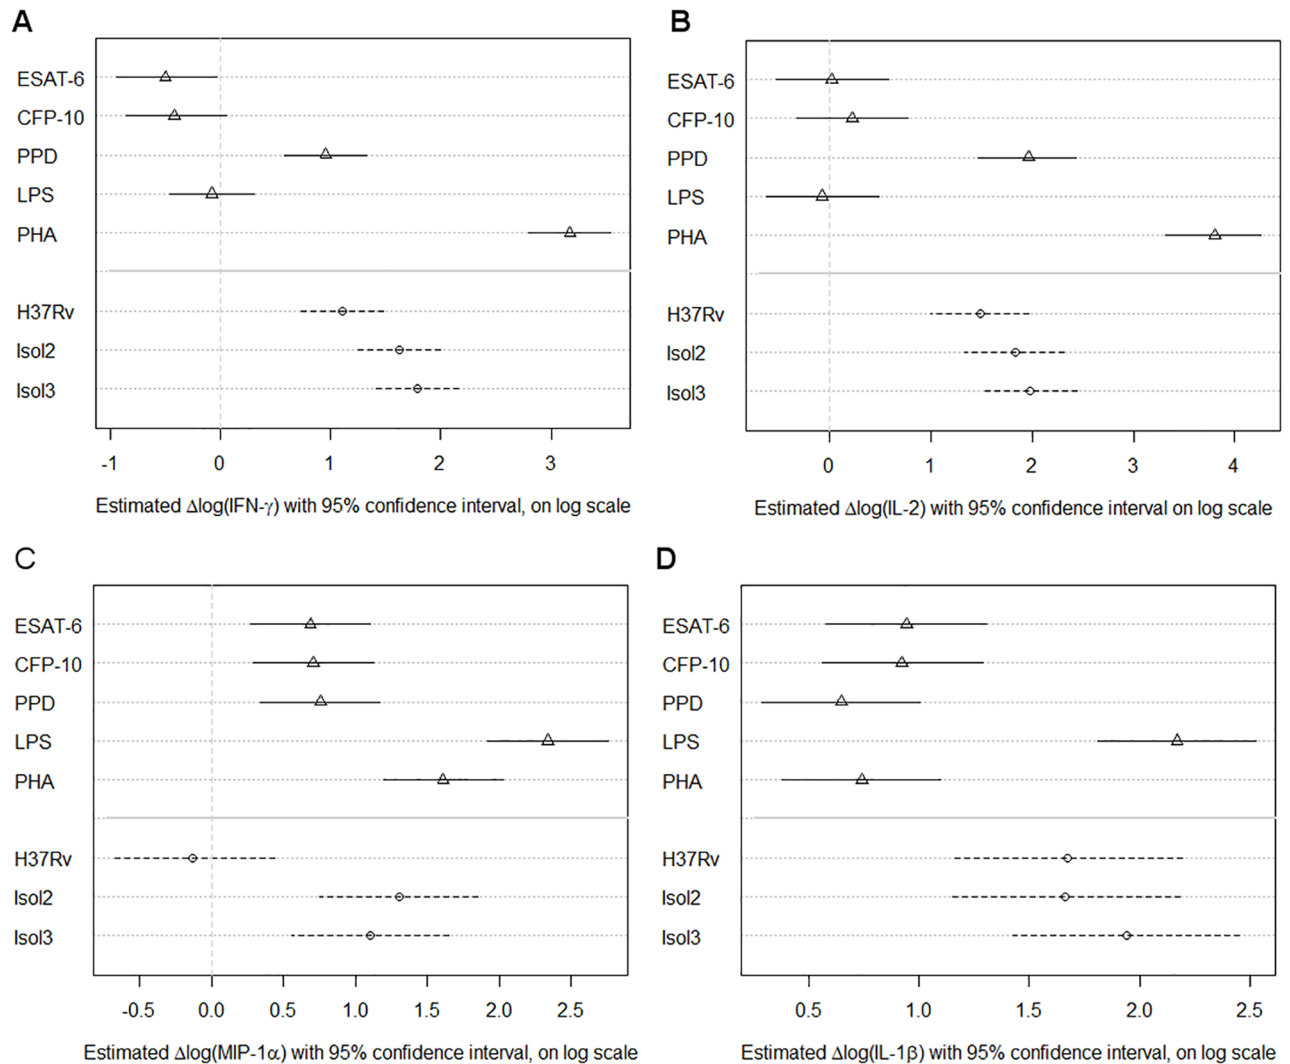 A
ESAT-6
CFP-10
PPD
LPS
PHA
H37Rv
Isol2
Isol3
-1 0 1 2 3
Estimated Δlog(IFN-γ) with 95% confidence interval, on log scale
B
ESAT-6
CFP-10
PPD
LPS
PHA
H37Rv
Isol2
Isol3
0 1 2 3 4
Estimated Δlog(IL-2) with 95% confidence interval on log scale
C
ESAT-6
CFP-10
PPD
LPS
PHA
H37Rv
Isol2
Isol3
-0.5 0.0 0.5 1.0 1.5 2.0 2.5
Estimated Δlog(MIP-1α) with 95% confidence interval, on log scale
D
ESAT-6
CFP-10
PPD
LPS
PHA
H37Rv
Isol2
Isol3
0.5 1.0 1.5 2.0 2.5
Estimated Δlog(IL-1β) with 95% confidence interval, on log scale